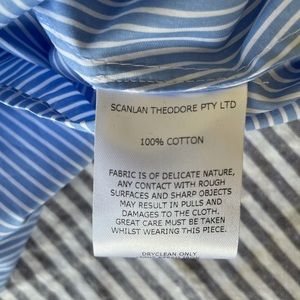 SCANLAN THEODORE PTY LTD
100% COTTON
FABRIC IS OF DELICATE NATURE,
ANY CONTACT WITH ROUGH
SURFACES AND SHARP OBJECTS
MAY RESULT IN PULLS AND
DAMAGES TO THE CLOTH.
GREAT CARE MUST BE TAKEN
WHILST WEARING THIS PIECE.
DRYCLEAN ONLY